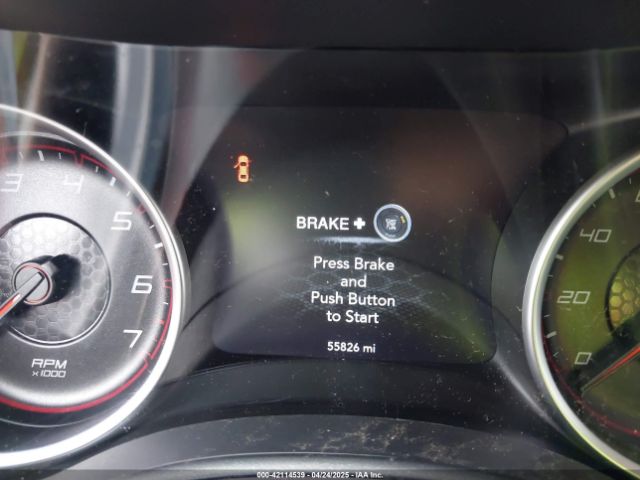 3 4 5 6 7
RPM
x1000
BRAKE +
Press Brake
and
Push Button
to Start
55826 mi
40
20
0
000-42114539 / 04/24/2025 - IAA Inc.